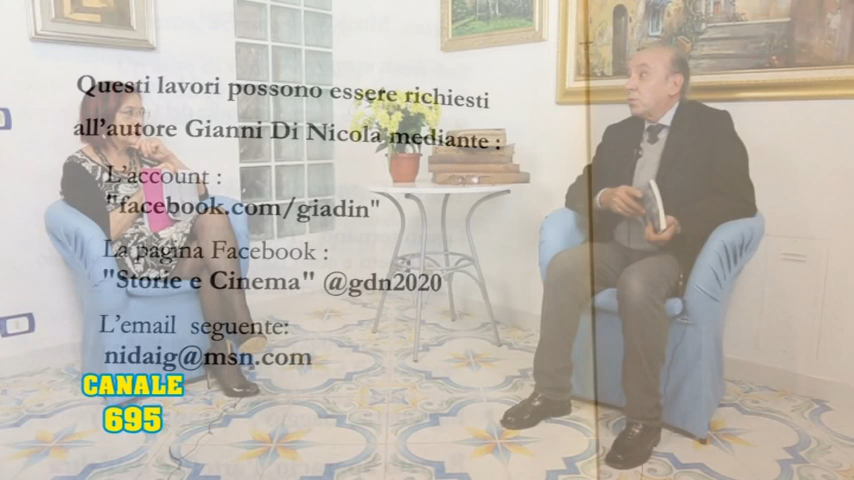 Questi lavori possono essere richiesti
all'autore Gianni Di Nicola mediante :
L'account :
"facebook.com/giadin"
La pagina Facebook :
"Storie e Cinema" @gdn2020
L'email seguente:
nidaig@msn.com
CANALE
695